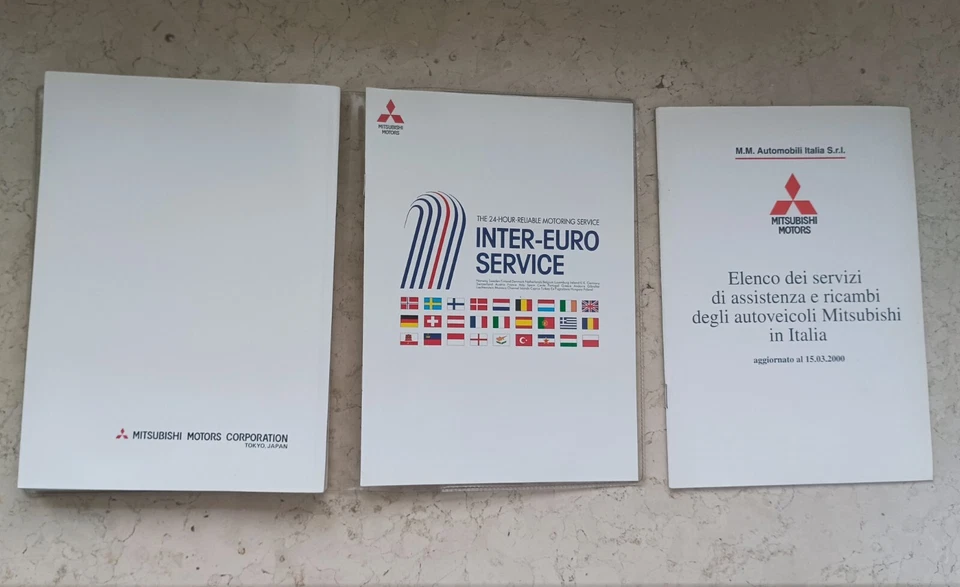 MITSUBISHI MOTORS CORPORATION
TOKYO, JAPAN
MITSUBISHI
MOTORS
THE 24-HOUR-RELIABLE MOTORING SERVICE
INTER-EURO
SERVICE
M.M. Automobili Italia S.r.l.
MITSUBISHI
MOTORS
Elenco dei servizi
di assistenza e ricambi
degli autoveicoli Mitsubishi
in Italia
aggiornato al 15.03.2000